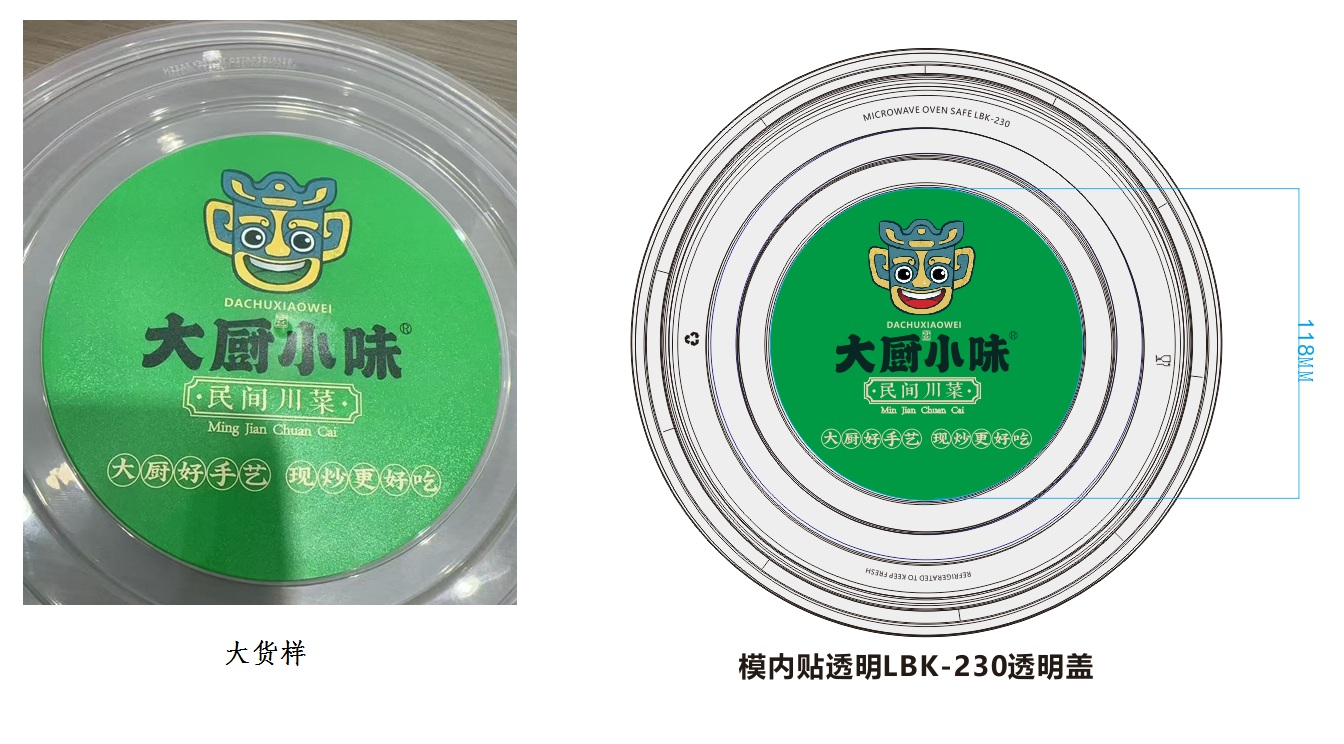 DACHUXIAOWEI
大厨小味®
·民间川菜·
Ming Jian Chuan Cai
大厨好手艺 现炒更好吃
大货样
MICROWAVE OVEN SAFE LBK-230
DACHUXIAOWEI
大厨小味®
·民间川菜·
Min Jian Chuan Cai
大厨好手艺 现炒更好吃
REFRIGERATED TO KEEP FRESH
118MM
模内贴透明LBK-230透明盖